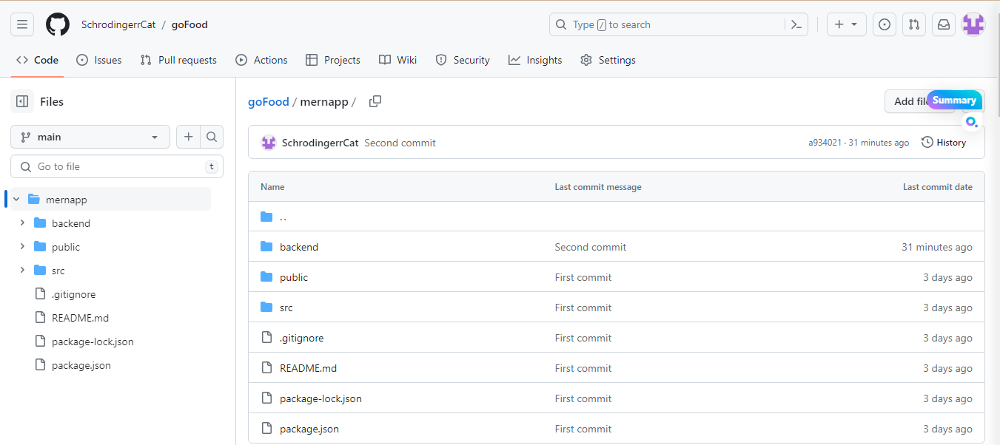 SchrodingerrCat / goFood
Type / to search
Code Issues Pull requests Actions Projects Wiki Security Insights Settings
Files
main
Go to file t
mernapp
backend
public
src
.gitignore
README.md
package-lock.json
package.json
goFood / mernapp /
Add fil
Summary
SchrodingerrCat Second commit a934021 · 31 minutes ago History
Name Last commit message Last commit date
..
backend Second commit 31 minutes ago
public First commit 3 days ago
src First commit 3 days ago
.gitignore First commit 3 days ago
README.md First commit 3 days ago
package-lock.json First commit 3 days ago
package.json First commit 3 days ago